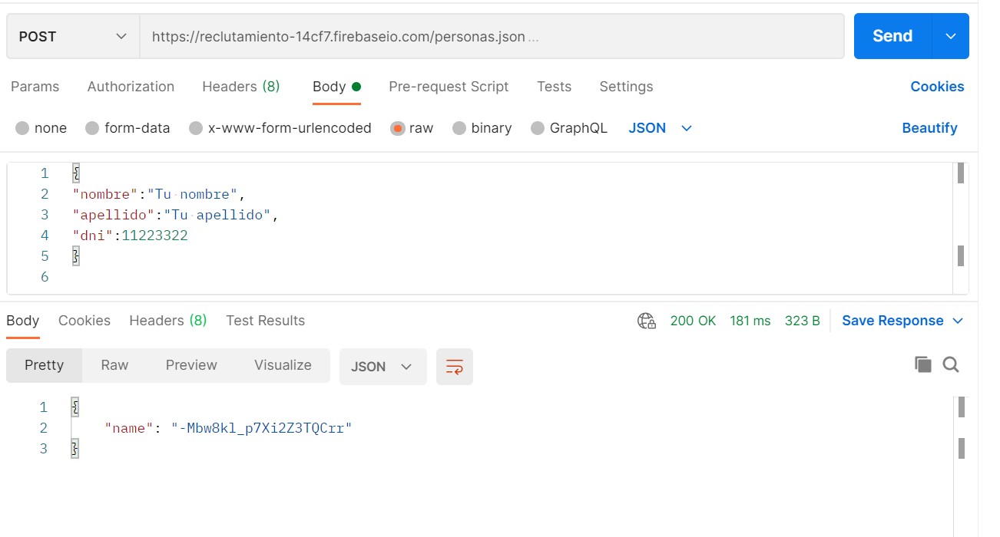 POST https://reclutamiento-14cf7.firebaseio.com/personas.json ... Send
Params Authorization Headers (8) Body Pre-request Script Tests Settings Cookies
none form-data x-www-form-urlencoded raw binary GraphQL JSON Beautify
1 {
2 "nombre":"Tu nombre",
3 "apellido":"Tu apellido",
4 "dni":11223322
5 }
6
Body Cookies Headers (8) Test Results 200 OK 181 ms 323 B Save Response
Pretty Raw Preview Visualize JSON
1 {
2 "name": "-Mbw8kl_p7Xi2Z3TQCrr"
3 }